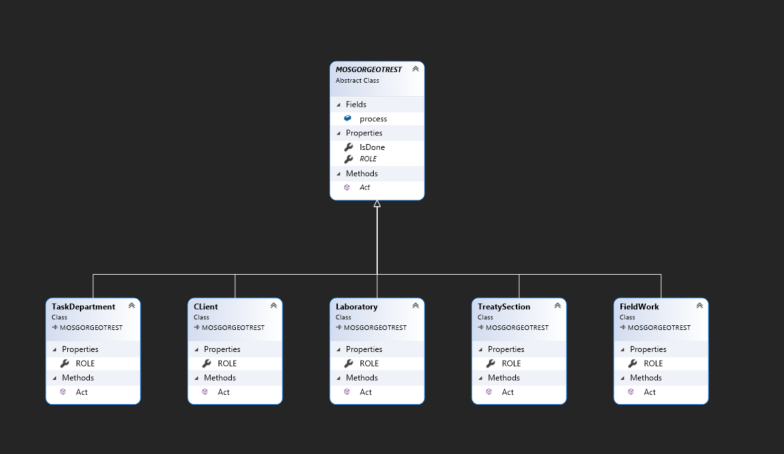 MOSGORGEOTREST
Abstract Class
Fields
process
Properties
IsDone
ROLE
Methods
Act
TaskDepartment
Class
MOSGORGEOTREST
Properties
ROLE
Methods
Act
CLient
Class
MOSGORGEOTREST
Properties
ROLE
Methods
Act
Laboratory
Class
MOSGORGEOTREST
Properties
ROLE
Methods
Act
TreatySection
Class
MOSGORGEOTREST
Properties
ROLE
Methods
Act
FieldWork
Class
MOSGORGEOTREST
Properties
ROLE
Methods
Act